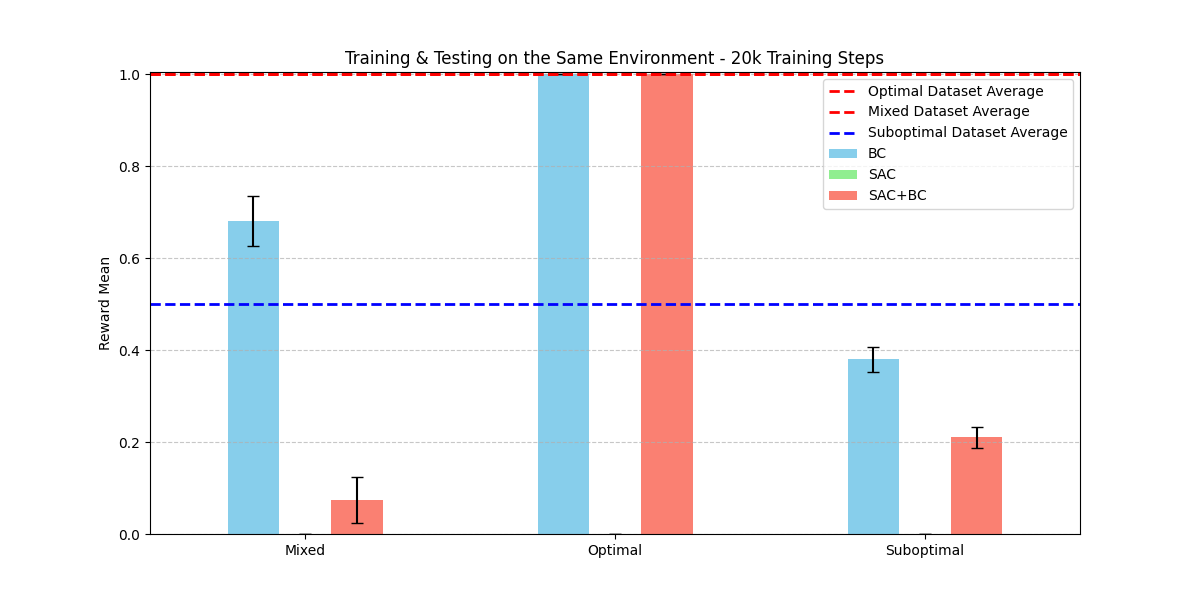 Training & Testing on the Same Environment - 20k Training Steps
Optimal Dataset Average
Mixed Dataset Average
Suboptimal Dataset Average
BC
SAC
SAC+BC
Reward Mean
1.0
0.8
0.6
0.4
0.2
0.0
Mixed
Optimal
Suboptimal